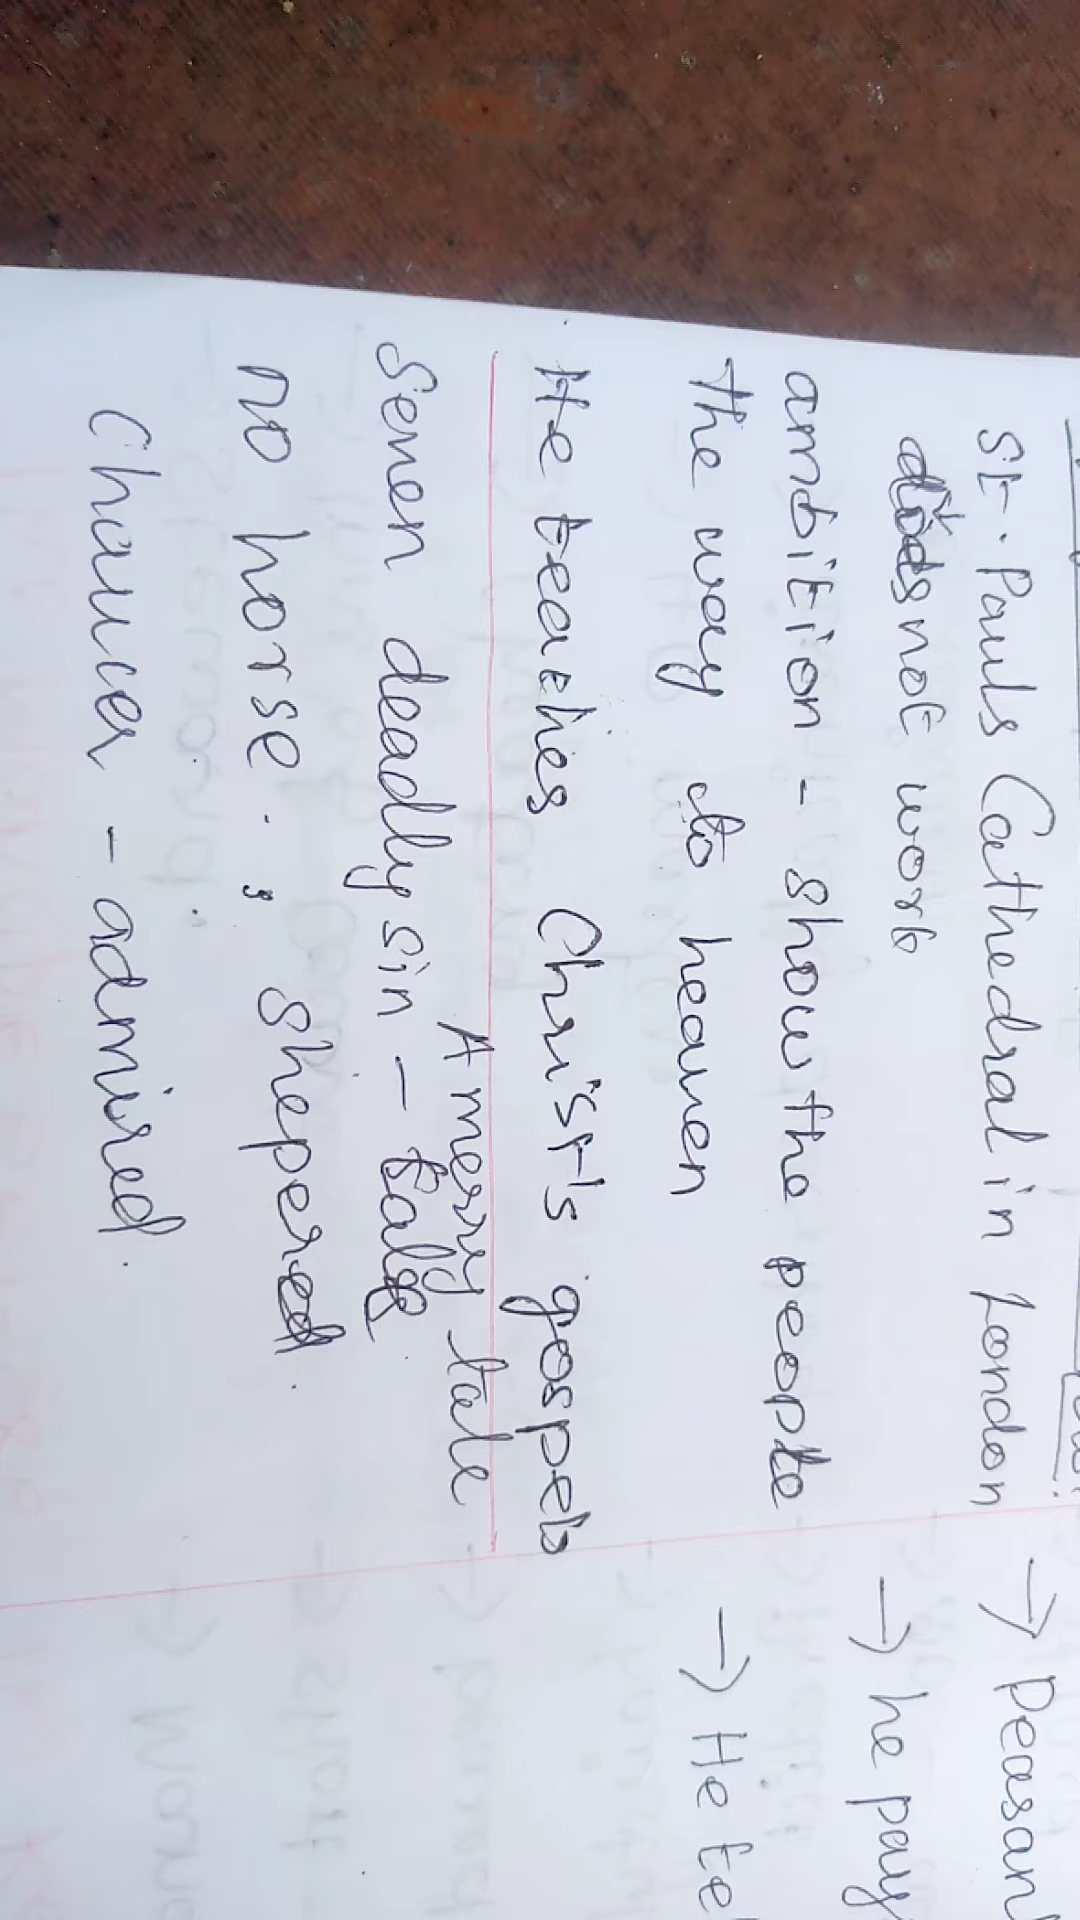 St. Pauls Cathedral in London
does not work
ambition - show the people
the way to heaven
He teaches Christ's gospels
A merry tale
Seven deadly sin - tale
no horse. , Shepered.
Chaucer - admired.
→ Peasan
→ he pay
→ He te